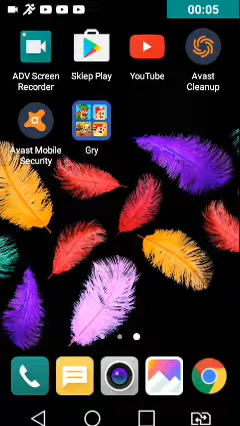 00:05
ADV Screen
Recorder
Sklep Play
YouTube
Avast
Cleanup
Avast Mobile
Security
Gry